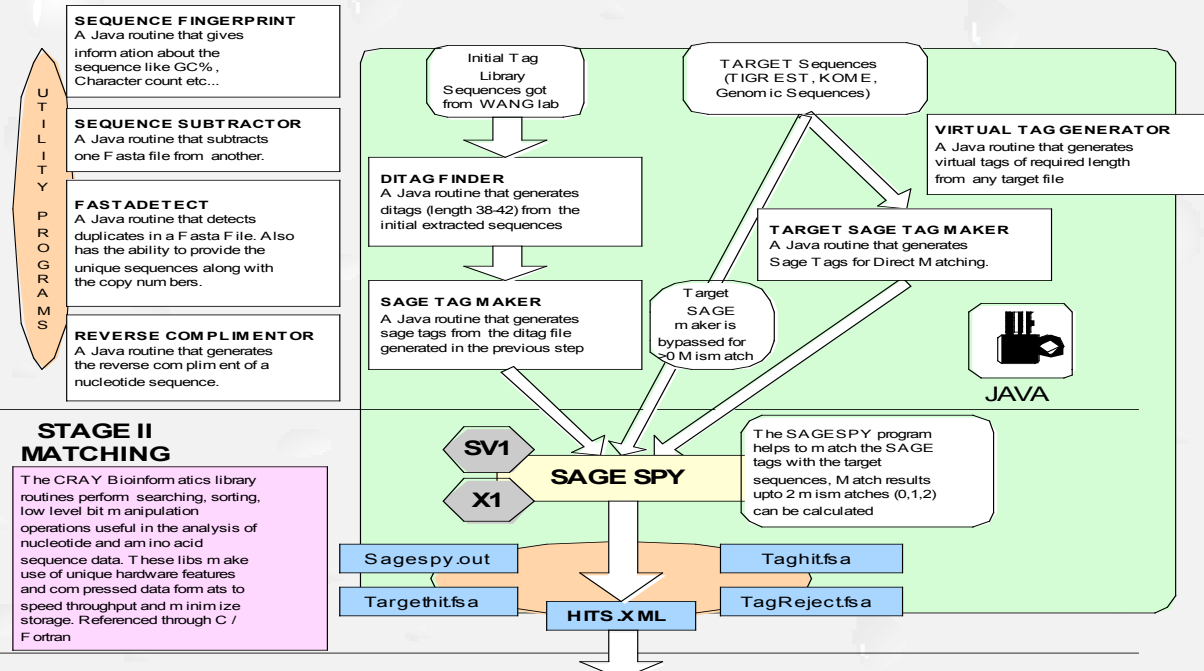 SEQUENCE FINGERPRINT
A Java routine that gives
information about the
sequence like GC%,
Character count etc...
UTILITY PROGRAMS
SEQUENCE SUBTRACTOR
A Java routine that subtracts
one Fasta file from another.
FASTADETECT
A Java routine that detects
duplicates in a Fasta File. Also
has the ability to provide the
unique sequences along with
the copy numbers.
REVERSE COMPLIMENTOR
A Java routine that generates
the reverse compliment of a
nucleotide sequence.
Initial Tag
Library
Sequences got
from WANG lab
TARGET Sequences
(TIGR EST, KOME,
Genomic Sequences)
VIRTUAL TAG GENERATOR
A Java routine that generates
virtual tags of required length
from any target file
DITAG FINDER
A Java routine that generates
ditags (length 38-42) from the
initial extracted sequences
TARGET SAGE TAG MAKER
A Java routine that generates
Sage Tags for Direct Matching.
SAGE TAG MAKER
A Java routine that generates
sage tags from the ditag file
generated in the previous step
Target
SAGE
maker is
bypassed for
>0 Mismatch
JAVA
STAGE II
MATCHING
The CRAY Bioinformatics library
routines perform searching, sorting,
low level bit manipulation
operations useful in the analysis of
nucleotide and amino acid
sequence data. These libs make
use of unique hardware features
and compressed data formats to
speed throughput and minimize
storage. Referenced through C /
Fortran
SV1
X1
SAGE SPY
The SAGESPY program
helps to match the SAGE
tags with the target
sequences, Match results
upto 2 mismatches (0,1,2)
can be calculated
Sagespy.out
Taghit.fsa
Targethit.fsa
TagReject.fsa
HITS.XML